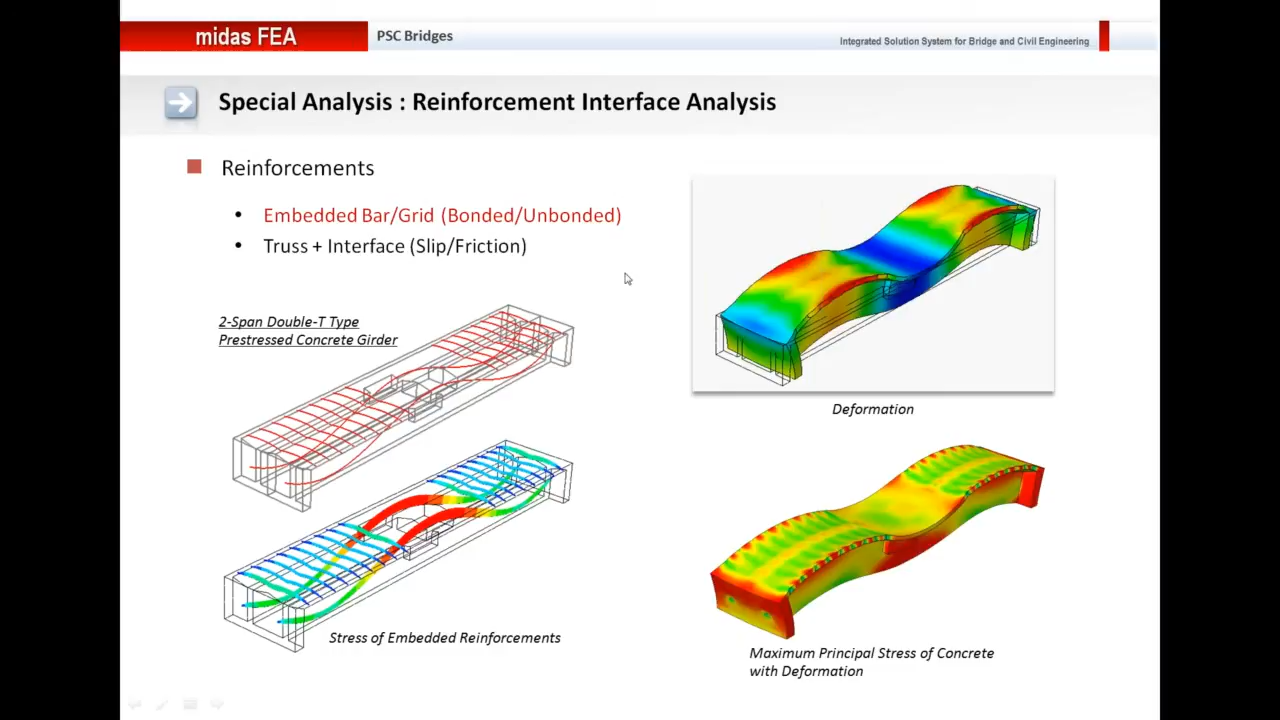 midas FEA
PSC Bridges
Integrated Solution System for Bridge and Civil Engineering
Special Analysis : Reinforcement Interface Analysis
Reinforcements
• Embedded Bar/Grid (Bonded/Unbonded)
• Truss + Interface (Slip/Friction)
2-Span Double-T Type
Prestressed Concrete Girder
Deformation
Stress of Embedded Reinforcements
Maximum Principal Stress of Concrete
with Deformation